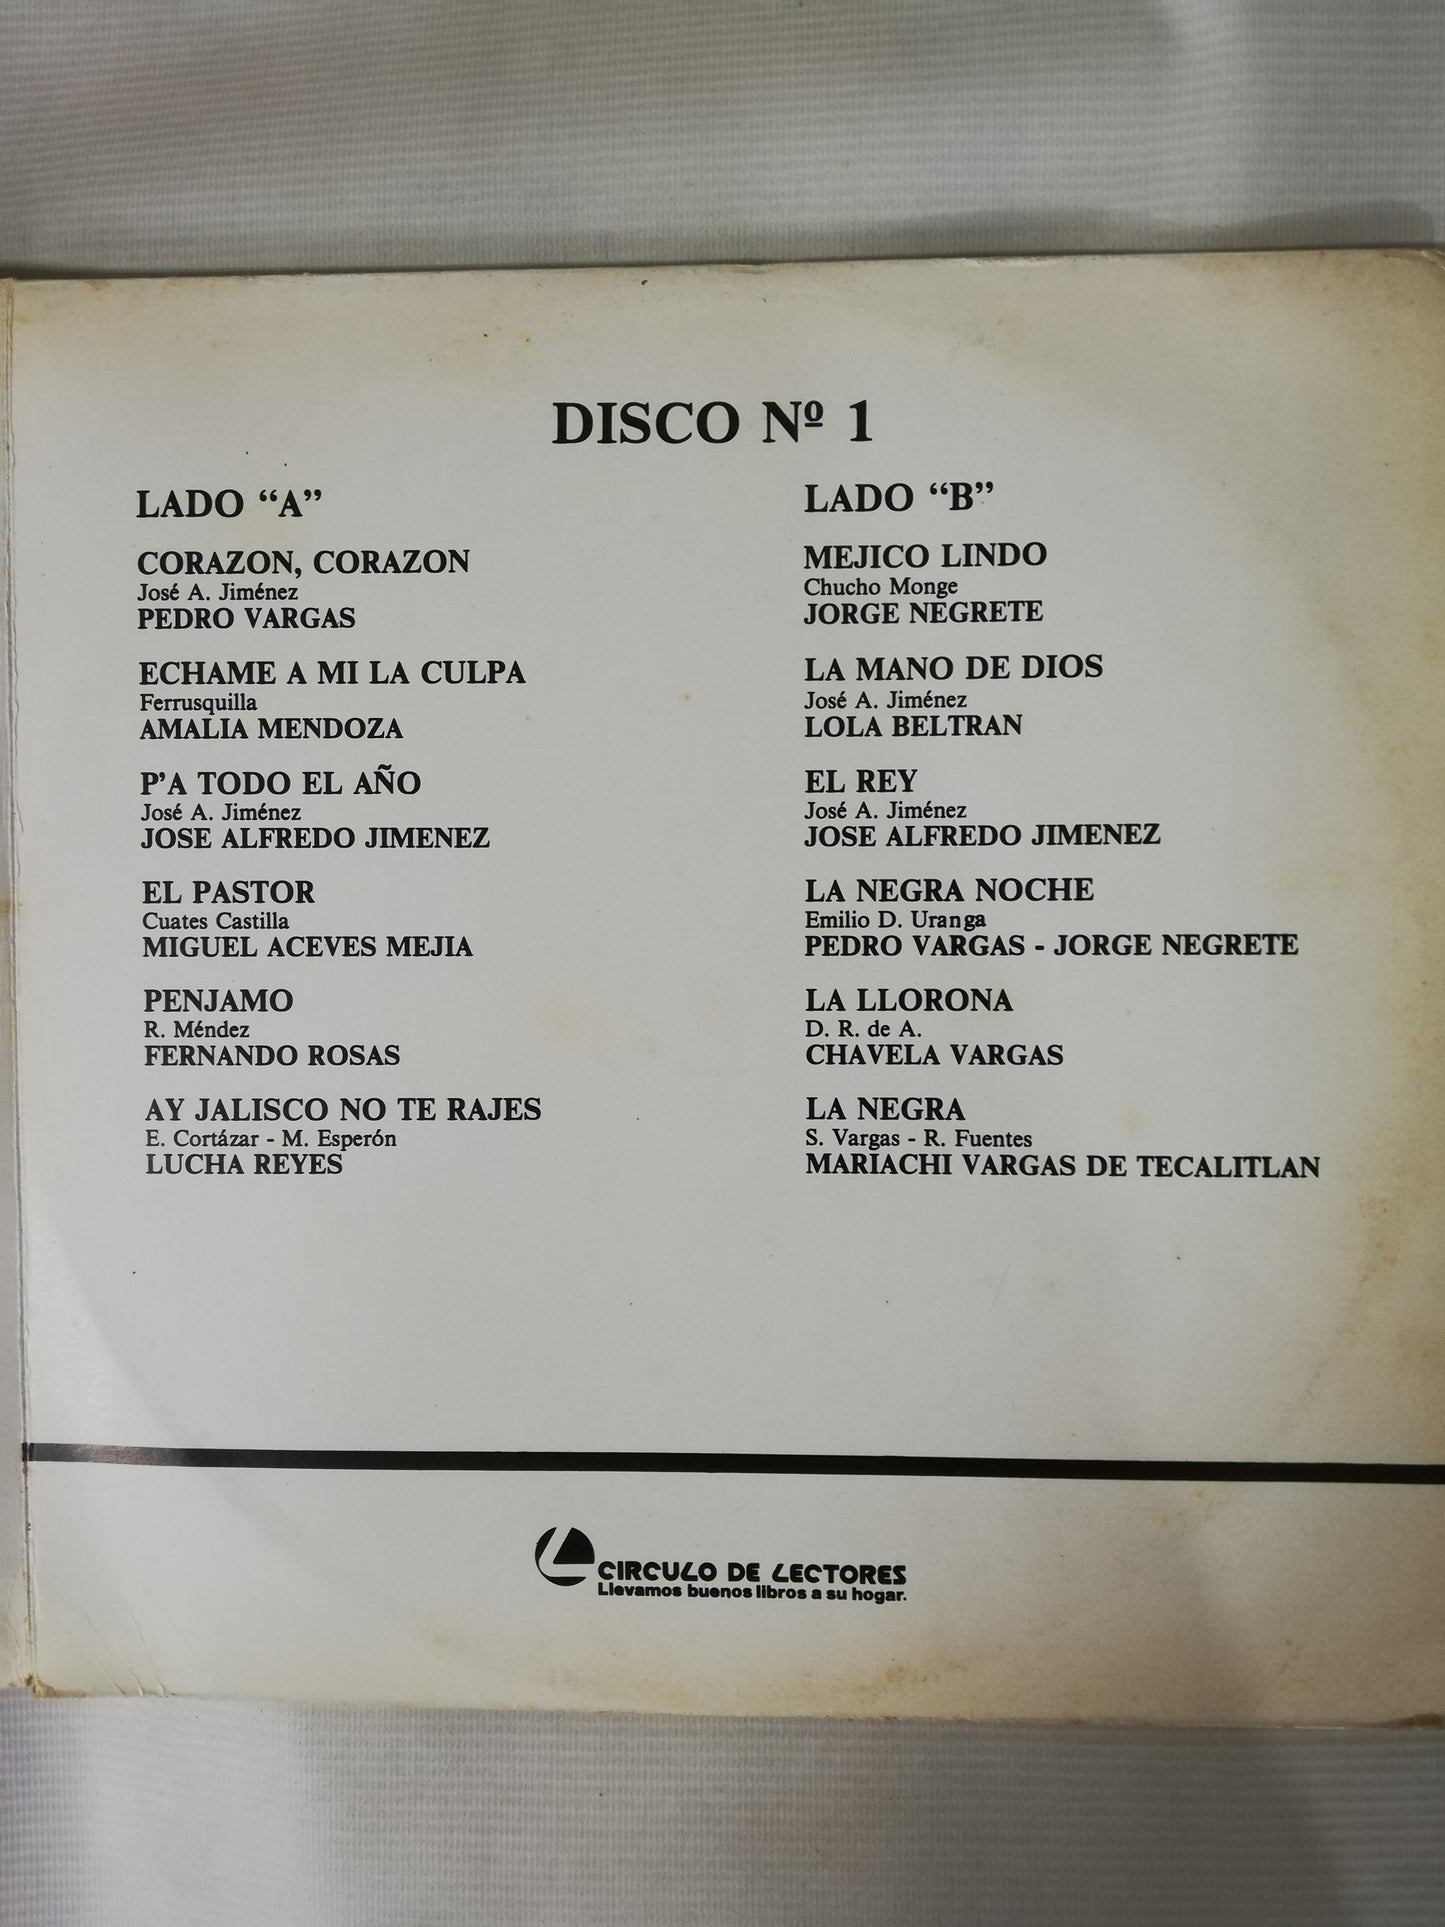 DISCO Nº 1
LADO “A”
CORAZON, CORAZON
José A. Jiménez
PEDRO VARGAS
ECHAME A MI LA CULPA
Ferrusquilla
AMALIA MENDOZA
P’A TODO EL AÑO
José A. Jiménez
JOSE ALFREDO JIMENEZ
EL PASTOR
Cuates Castilla
MIGUEL ACEVES MEJIA
PENJAMO
R. Méndez
FERNANDO ROSAS
AY JALISCO NO TE RAJES
E. Cortázar - M. Esperón
LUCHA REYES
LADO “B”
MEJICO LINDO
Chucho Monge
JORGE NEGRETE
LA MANO DE DIOS
José A. Jiménez
LOLA BELTRAN
EL REY
José A. Jiménez
JOSE ALFREDO JIMENEZ
LA NEGRA NOCHE
Emilio D. Uranga
PEDRO VARGAS - JORGE NEGRETE
LA LLORONA
D. R. de A.
CHAVELA VARGAS
LA NEGRA
S. Vargas - R. Fuentes
MARIACHI VARGAS DE TECALITLAN
CIRCULO DE LECTORES
Llevamos buenos libros a su hogar.